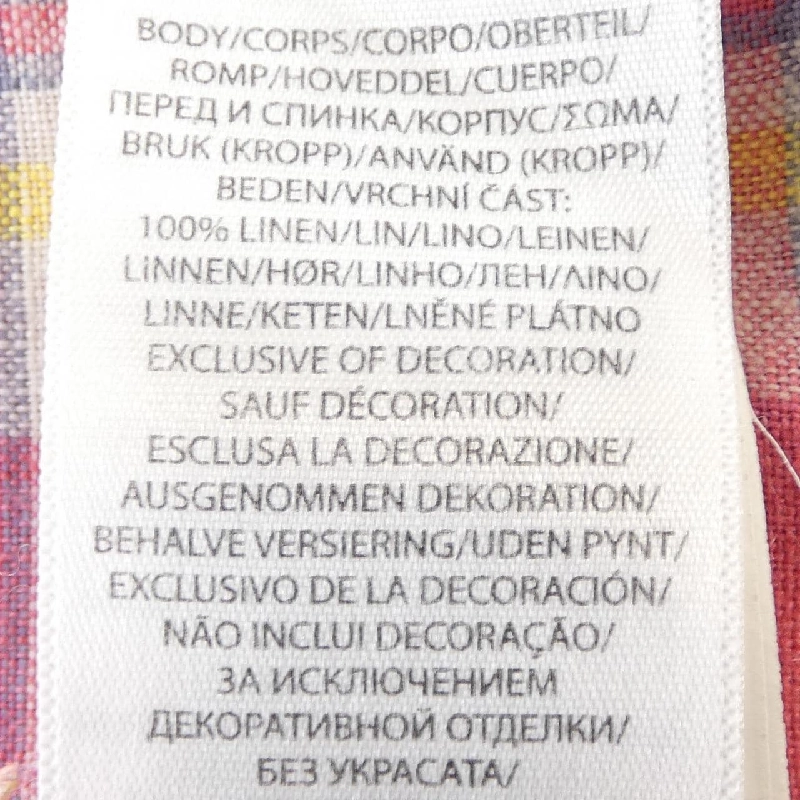 BODY/CORPS/CORPO/OBERTEIL/
ROMP/HOVEDDEL/CUERPO/
ПЕРЕД И СПИНКА/КОРПУС/ΣΩΜΑ/
BRUK (KROPP)/ANVÄND (KROPP)/
BEDEN/VRCHNÍ ČÁST:
100% LINEN/LIN/LINO/LEINEN/
LINNEN/HØR/LINHO/ЛЕН/ΛΙΝΟ/
LINNE/KETEN/LNĚNÉ PLÁTNO
EXCLUSIVE OF DECORATION/
SAUF DÉCORATION/
ESCLUSA LA DECORAZIONE/
AUSGENOMMEN DEKORATION/
BEHALVE VERSIERING/UDEN PYNT/
EXCLUSIVO DE LA DECORACIÓN/
NÃO INCLUI DECORAÇÃO/
ЗА ИСКЛЮЧЕНИЕМ
ДЕКОРАТИВНОЙ ОТДЕЛКИ/
БЕЗ УКРАСАТА/